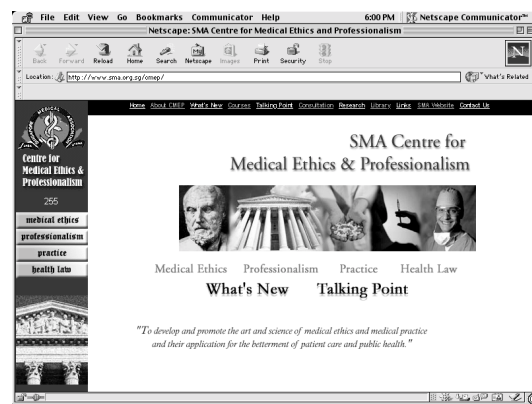 File Edit View Go Bookmarks Communicator Help 6:00 PM Netscape Communicator™
Netscape: SMA Centre for Medical Ethics and Professionalism
Back Forward Reload Home Search Netscape Images Print Security Stop
Location: http://www.sma.org.sg/cmep/ What's Related
Home About CMEP What's New Courses Talking Point Consultation Research Library Links SMA Website Contact Us
MEDICAL
Centre for
Medical Ethics &
Professionalism
255
medical ethics
professionalism
practice
health law
SMA Centre for
Medical Ethics & Professionalism
Medical Ethics Professionalism Practice Health Law
What's New Talking Point
"To develop and promote the art and science of medical ethics and medical practice
and their application for the betterment of patient care and public health."